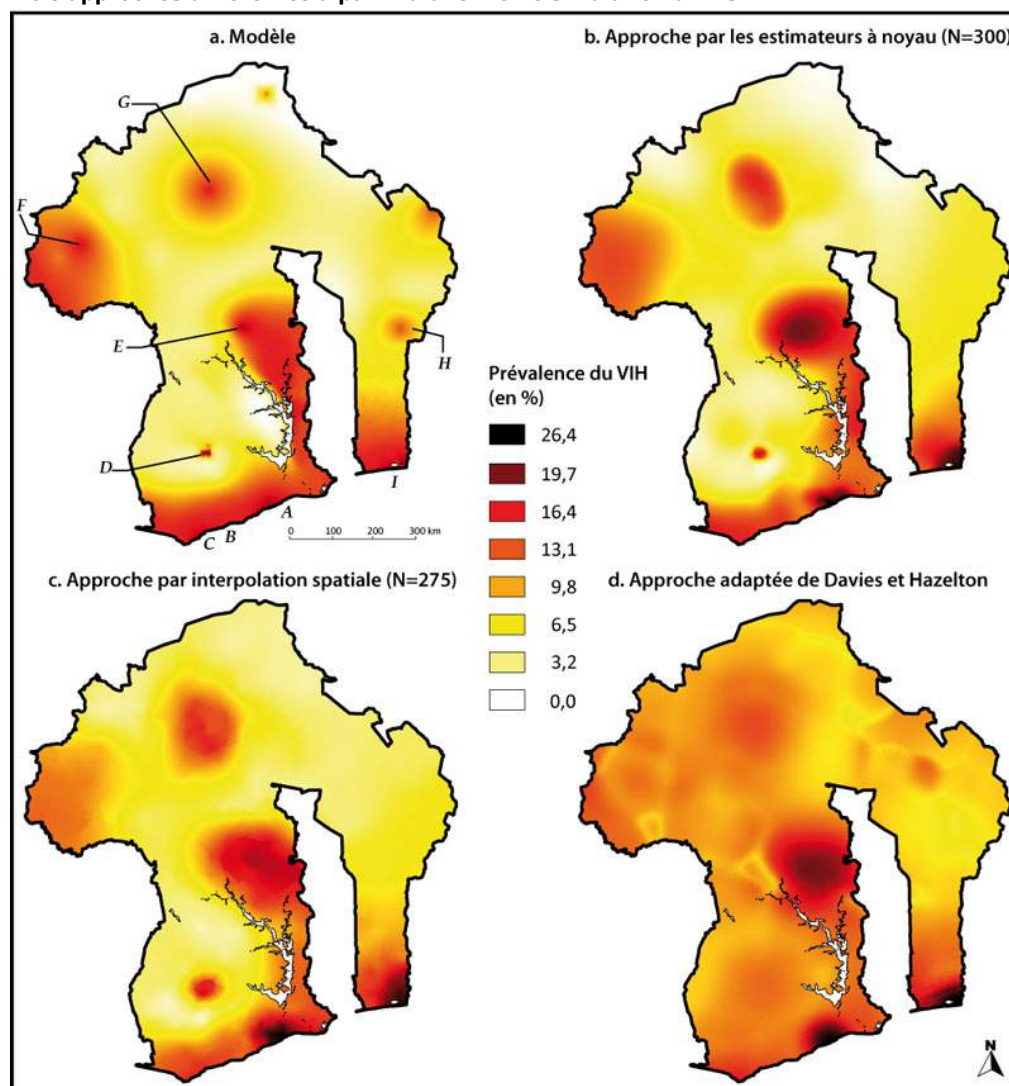 a. Modèle
b. Approche par les estimateurs à noyau (N=300)
G
F
E
H
D
I
A
B
C
0 100 200 300 km
Prévalence du VIH
(en %)
26,4
19,7
16,4
13,1
9,8
6,5
3,2
0,0
c. Approche par interpolation spatiale (N=275)
d. Approche adaptée de Davies et Hazelton
N